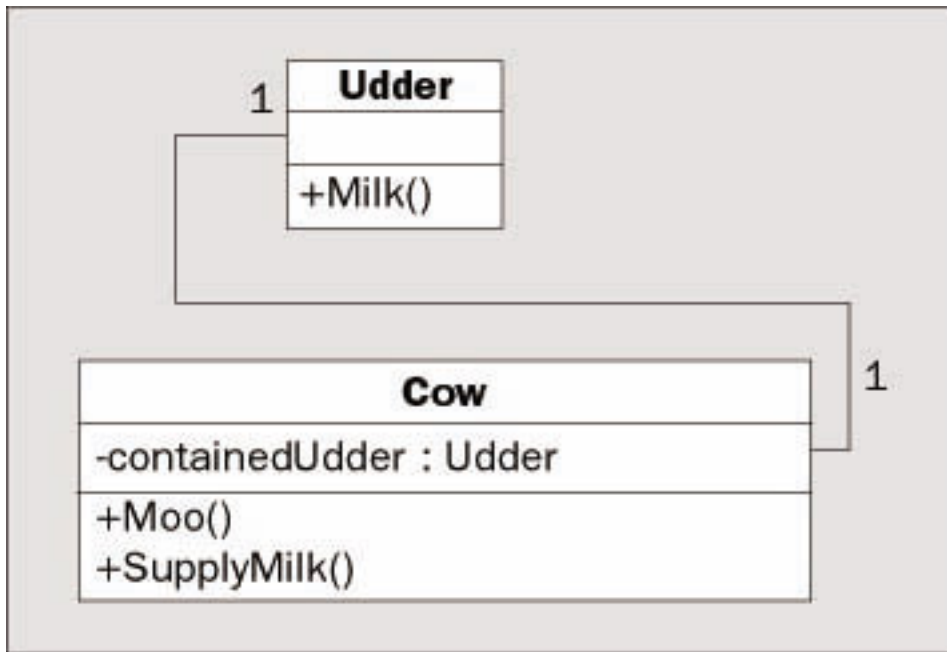 1
Udder
+Milk()
1
Cow
-containedUdder : Udder
+Moo()
+SupplyMilk()